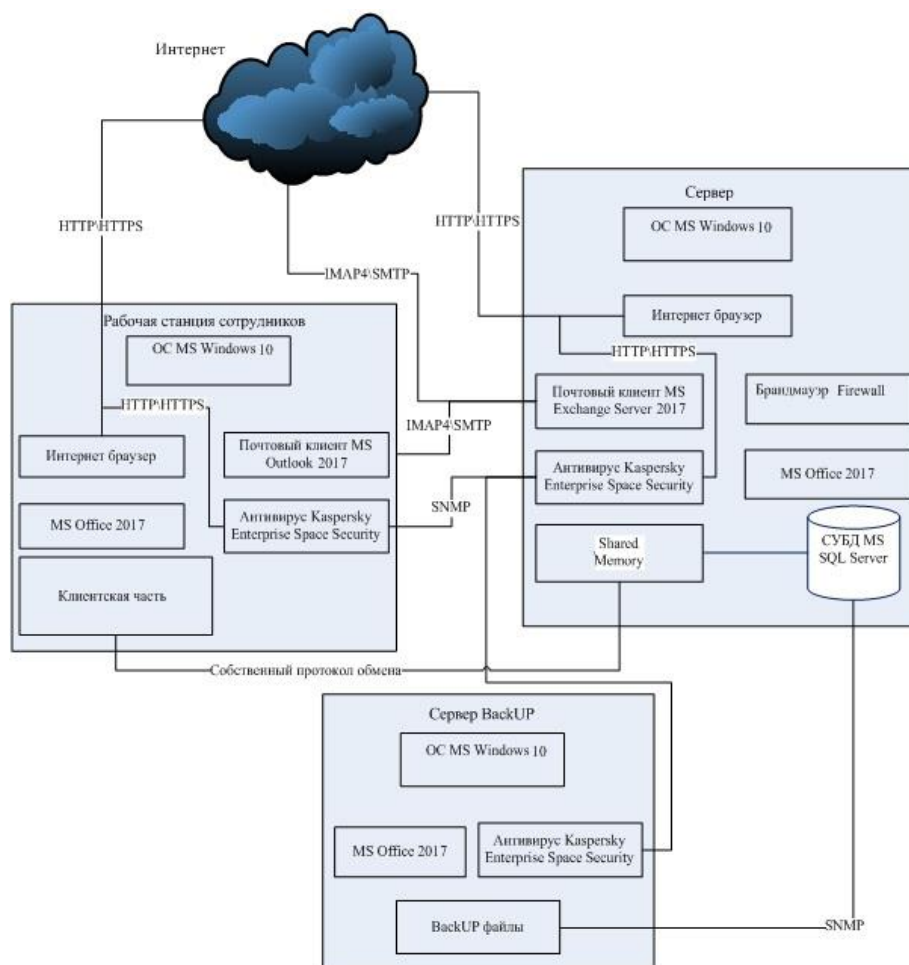 Интернет
HTTP\HTTPS
HTTP\HTTPS
IMAP4\SMTP
Сервер
ОС MS Windows 10
Интернет браузер
HTTP\HTTPS
Почтовый клиент MS
Exchange Server 2017
Брандмауэр Firewall
Антивирус Kaspersky
Enterprise Space Security
MS Office 2017
Shared
Memory
СУБД MS
SQL Server
Рабочая станция сотрудников
ОС MS Windows 10
HTTP\HTTPS
Интернет браузер
Почтовый клиент MS
Outlook 2017
IMAP4\SMTP
MS Office 2017
Антивирус Kaspersky
Enterprise Space Security
SNMP
Клиентская часть
Собственный протокол обмена
Сервер BackUP
ОС MS Windows 10
MS Office 2017
Антивирус Kaspersky
Enterprise Space Security
BackUP файлы
SNMP